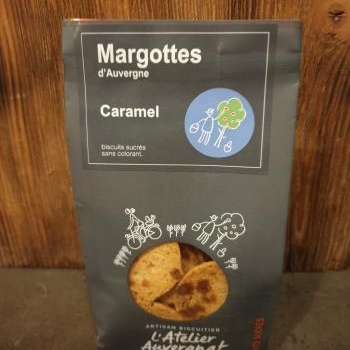 Margottes
d'Auvergne
Caramel
biscuits sucrés
sans colorant.
ARTISAN BISCUITIER
L'Atelier
Auvergnat